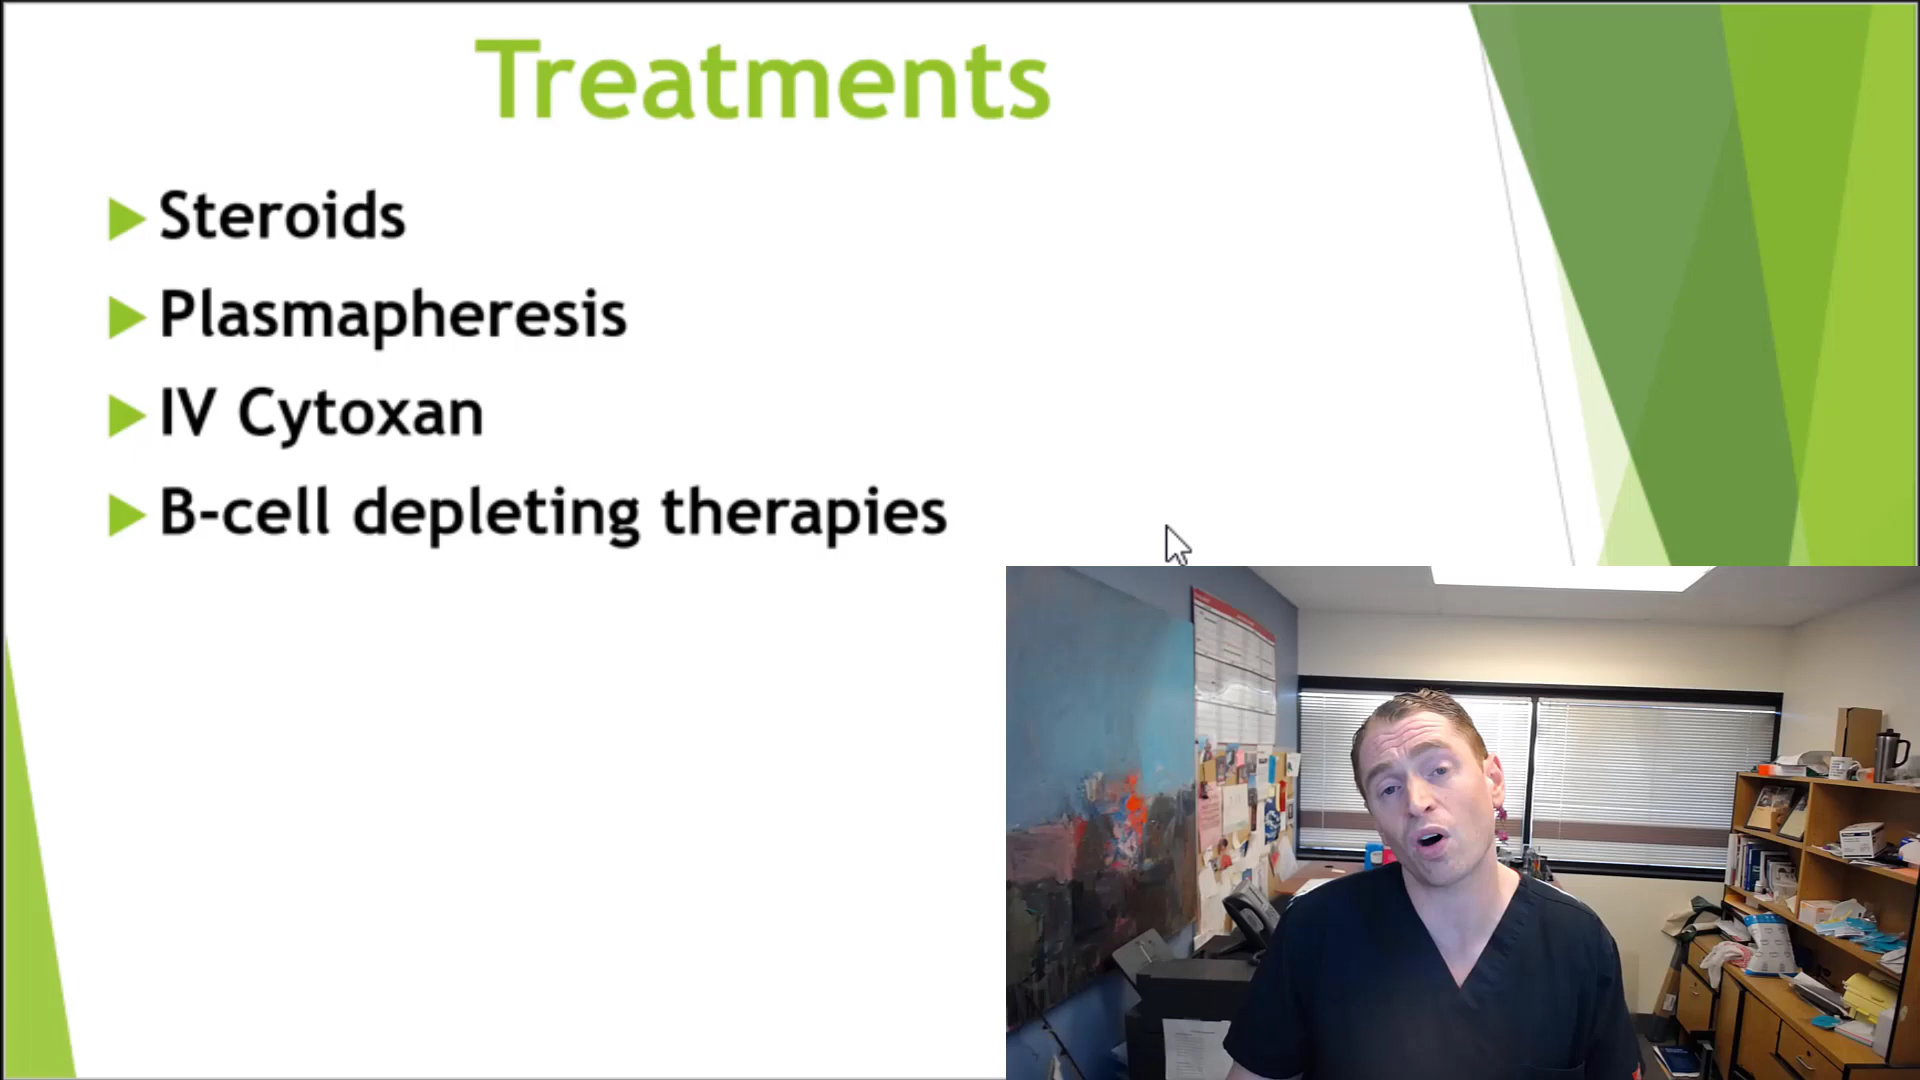 Treatments
Steroids
Plasmapheresis
IV Cytoxan
B-cell depleting therapies